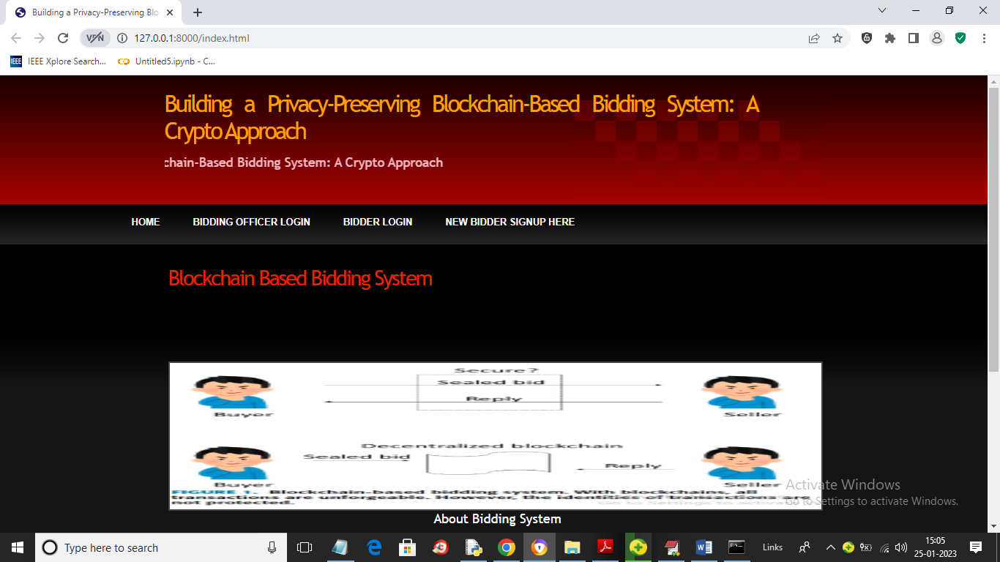 Building a Privacy-Preserving Blo
127.0.0.1:8000/index.html
VPN
IEEE IEEE Xplore Search...
Untitled5.ipynb - C...
Building a Privacy-Preserving Blockchain-Based Bidding System: A
Crypto Approach
chain-Based Bidding System: A Crypto Approach
HOME BIDDING OFFICER LOGIN BIDDER LOGIN NEW BIDDER SIGNUP HERE
Blockchain Based Bidding System
Secure?
Sealed bid
Reply
Buyer Seller
Decentralized blockchain
Sealed bid
Reply
Buyer Seller
FIGURE 1. Blockchain-based bidding system. With blockchains, all
transactions are unforgeable. However, the identities of transactions are
not protected.
Activate Windows
Go to Settings to activate Windows.
About Bidding System
Type here to search
Links
15:05
25-01-2023